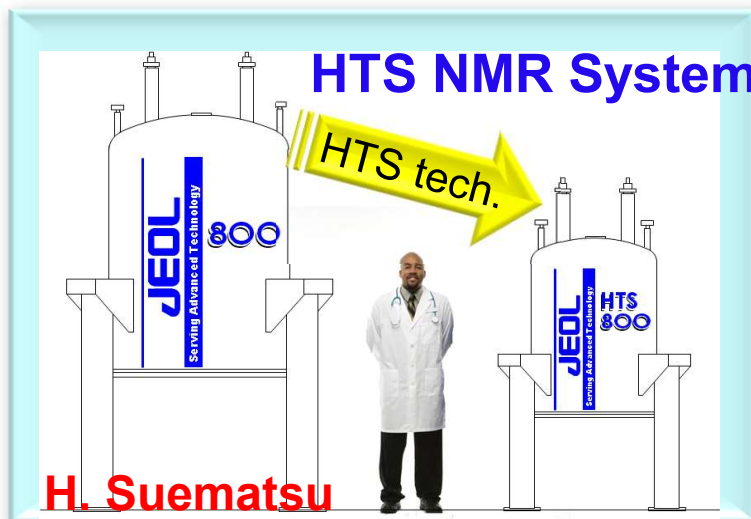 HTS NMR System
HTS tech.
JEOL
Serving Advanced Technology
800
JEOL
Serving Advanced Technology
HTS
800
H. Suematsu